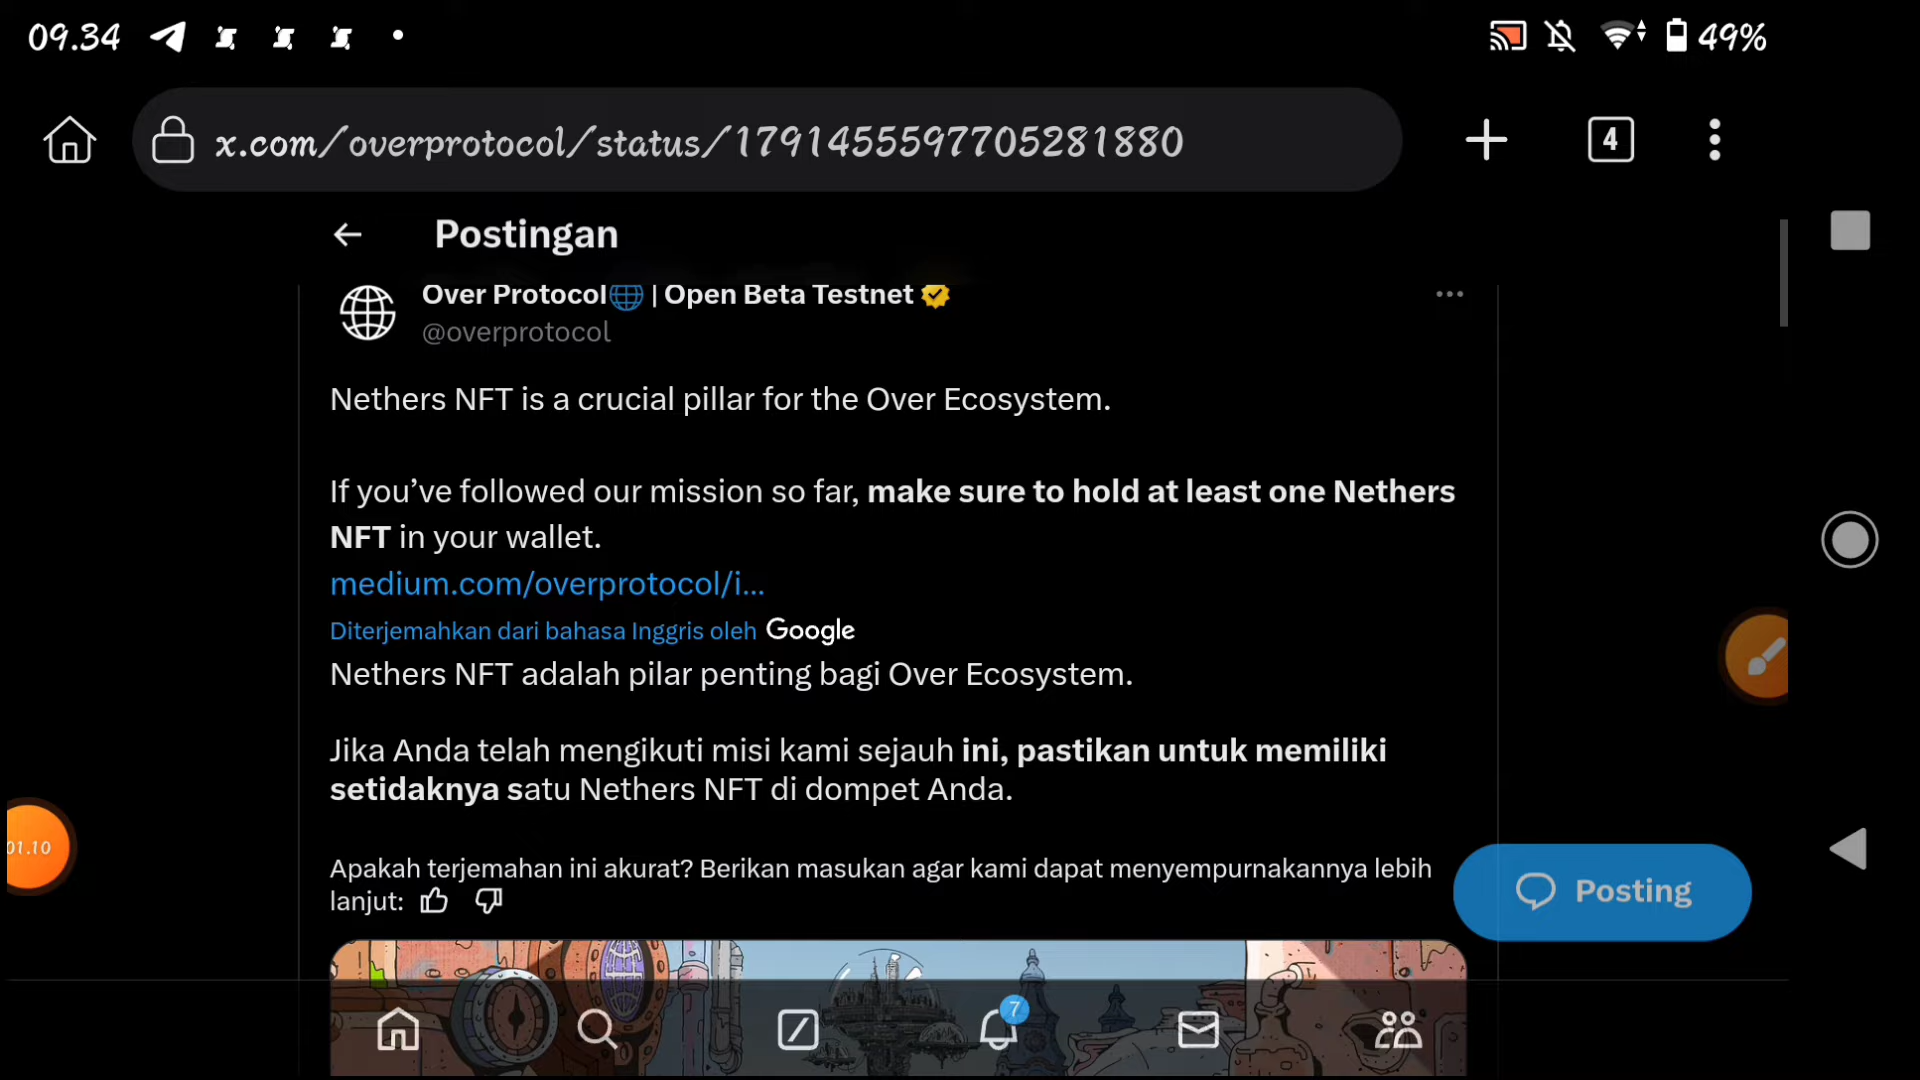 09.34
49%
x.com/overprotocol/status/1791455597705281880
4
Postingan
Over Protocol🌐 | Open Beta Testnet
@overprotocol
Nethers NFT is a crucial pillar for the Over Ecosystem.
If you’ve followed our mission so far, make sure to hold at least one Nethers
NFT in your wallet.
medium.com/overprotocol/i...
Diterjemahkan dari bahasa Inggris oleh Google
Nethers NFT adalah pilar penting bagi Over Ecosystem.
Jika Anda telah mengikuti misi kami sejauh ini, pastikan untuk memiliki
setidaknya satu Nethers NFT di dompet Anda.
01.10
Apakah terjemahan ini akurat? Berikan masukan agar kami dapat menyempurnakannya lebih
lanjut:
Posting
7